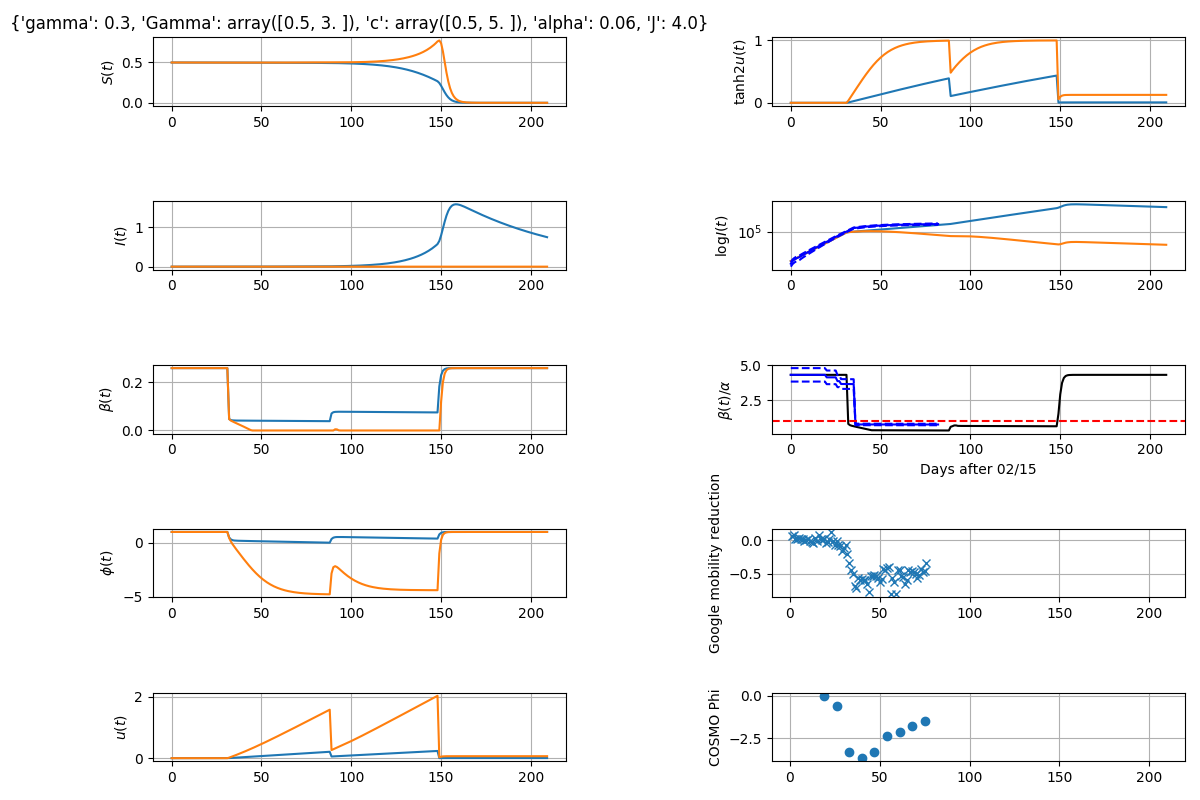 {'gamma': 0.3, 'Gamma': array([0.5, 3. ]), 'c': array([0.5, 5. ]), 'alpha': 0.06, 'J': 4.0}
S(t)
0.5
0.0
0 50 100 150 200
tanh2u(t)
1
0
0 50 100 150 200
I(t)
1
0
0 50 100 150 200
logI(t)
10⁵
0 50 100 150 200
β(t)
0.2
0.0
0 50 100 150 200
β(t)/α
5.0
2.5
0 50 100 150 200
Days after 02/15
ϕ(t)
0
−5
0 50 100 150 200
Google mobility reduction
0.0
−0.5
0 50 100 150 200
u(t)
2
0
0 50 100 150 200
COSMO Phi
0.0
−2.5
0 50 100 150 200